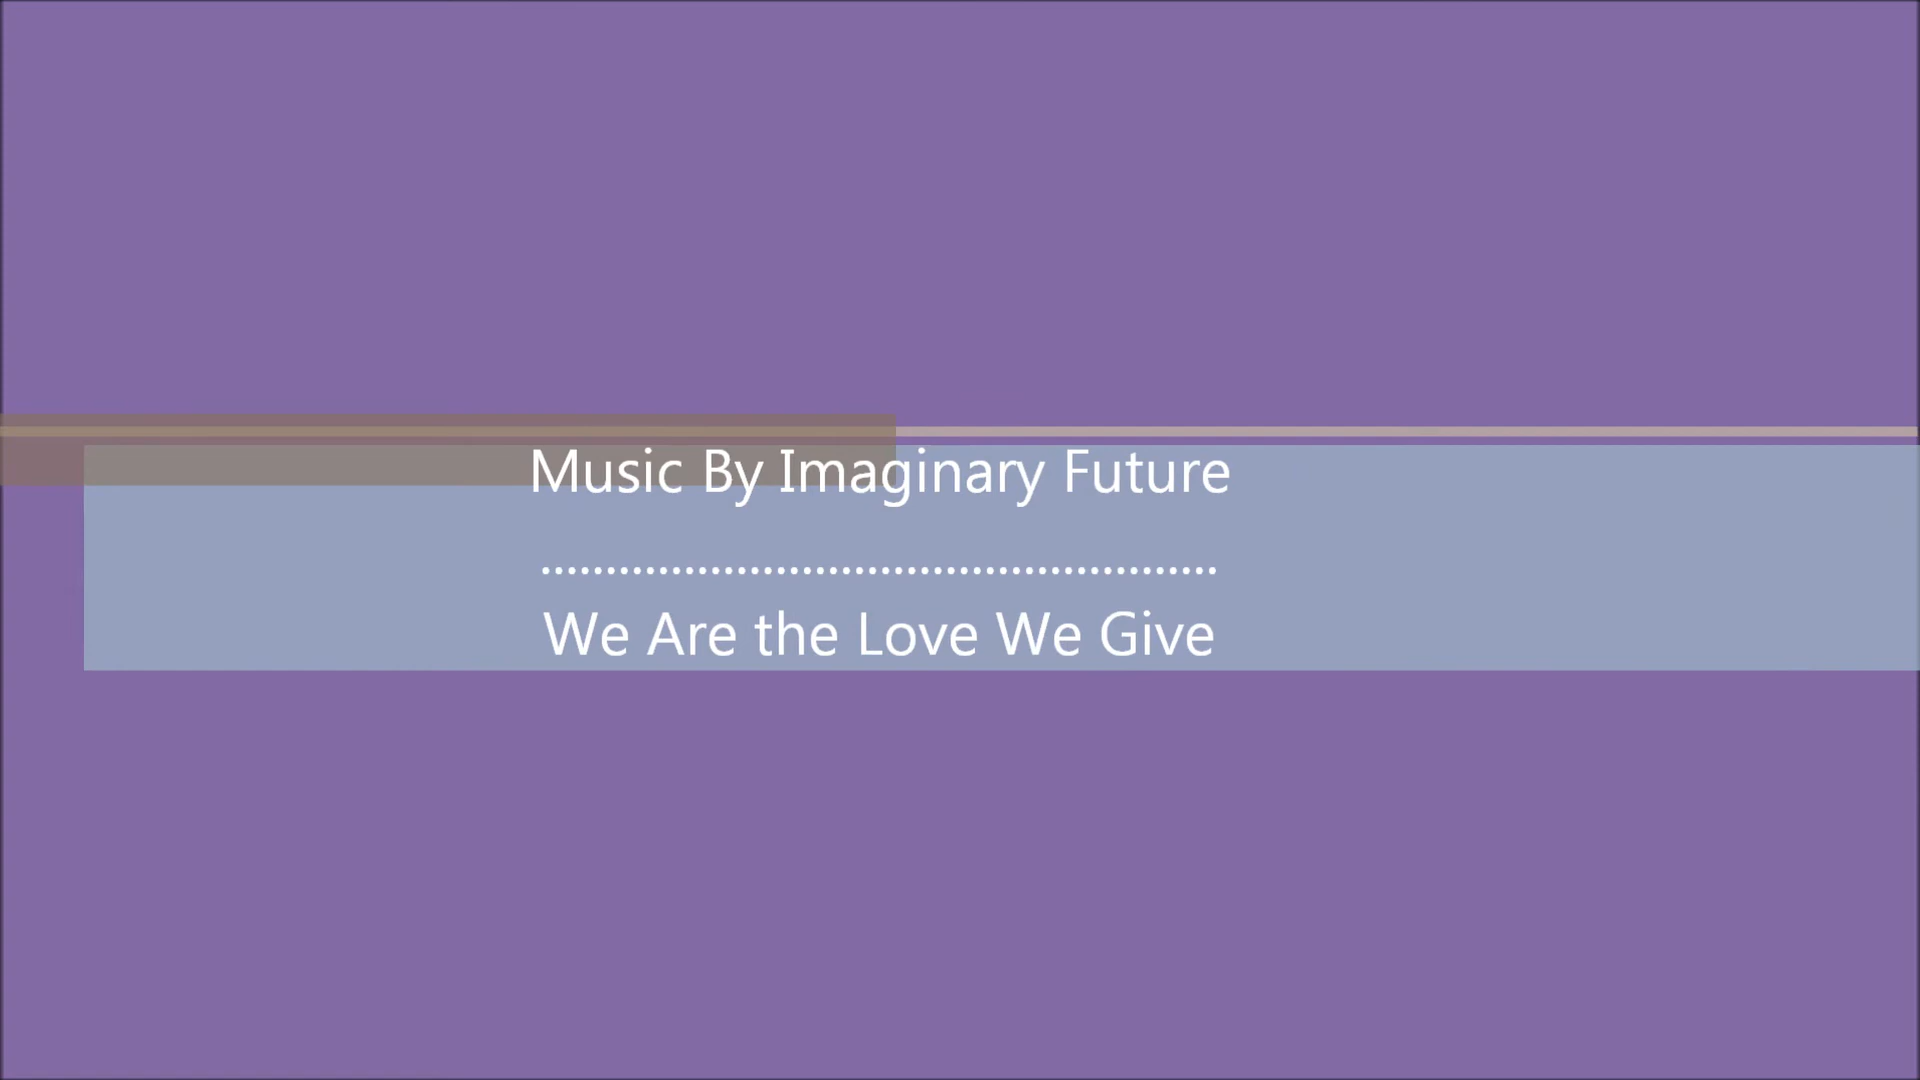 Music By Imaginary Future
....................................................
We Are the Love We Give